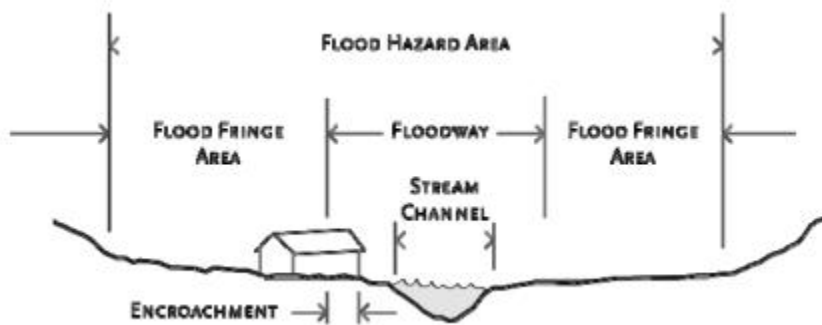 FLOOD HAZARD AREA
FLOOD FRINGE
AREA
FLOODWAY
FLOOD FRINGE
AREA
STREAM
CHANNEL
ENCROACHMENT